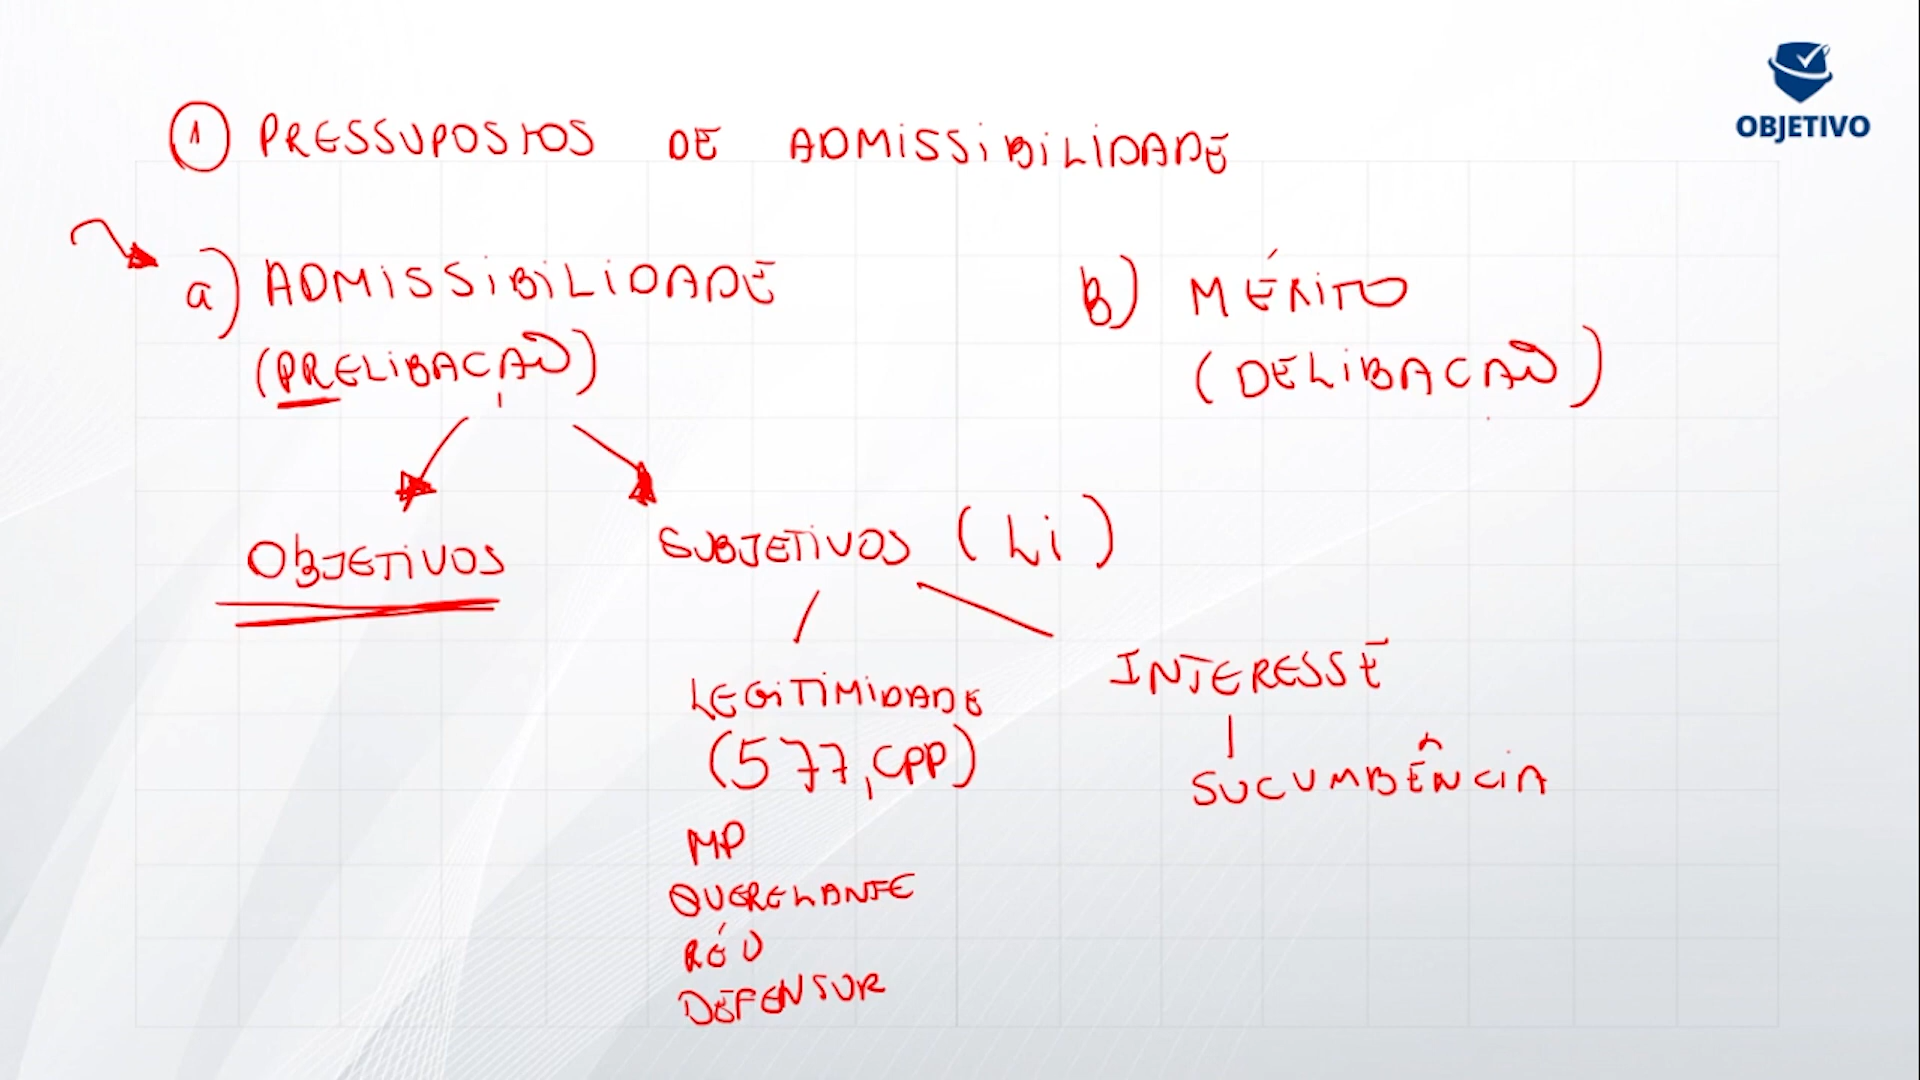 OBJETIVO
1 PRESSUPOSTOS DE ADMISSIBILIDADE
a) ADMISSIBILIDADE
(PRELIBAÇÃO)
b) MÉRITO
(DELIBAÇÃO)
OBJETIVOS
SUBJETIVOS (Li)
LEGITIMIDADE
(577, CPP)
MP
QUERELANTE
RÉU
DEFENSOR
INTERESSE
SUCUMBÊNCIA